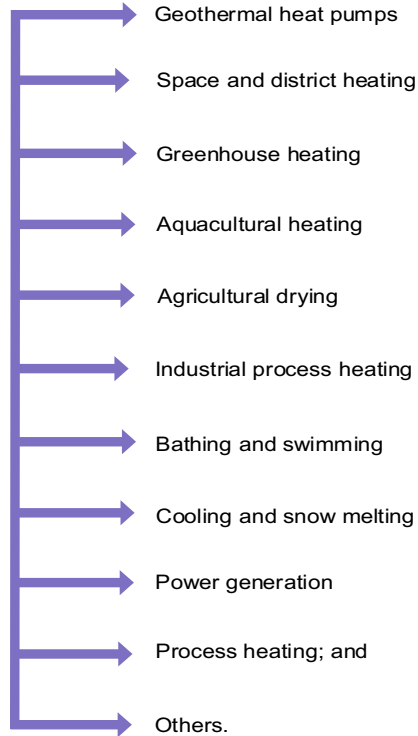 Geothermal heat pumps
Space and district heating
Greenhouse heating
Aquacultural heating
Agricultural drying
Industrial process heating
Bathing and swimming
Cooling and snow melting
Power generation
Process heating; and
Others.